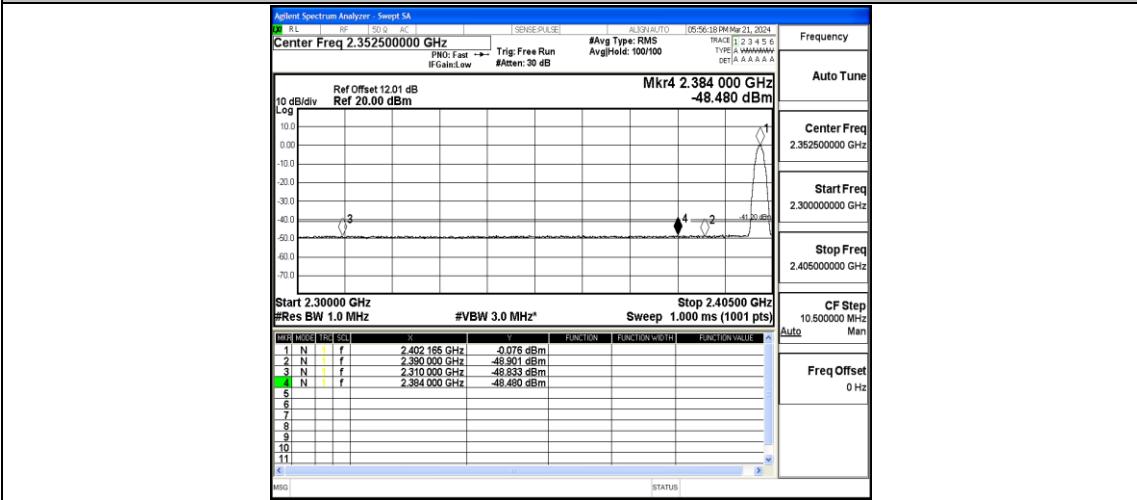 Agilent Spectrum Analyzer - Swept SA
RL RF 50 Ω AC SENSE:PULSE ALIGN AUTO 05:56:18 PM Mar 21, 2024
Center Freq 2.352500000 GHz
PNO: Fast
IFGain:Low
Trig: Free Run
#Atten: 30 dB
#Avg Type: RMS
Avg|Hold: 100/100
TRACE 1 2 3 4 5 6
TYPE A WWWWW
DET A A A A A A
Frequency
Auto Tune
Center Freq
2.352500000 GHz
Start Freq
2.300000000 GHz
Stop Freq
2.405000000 GHz
CF Step
10.500000 MHz
Auto Man
Freq Offset
0 Hz
Mkr4 2.384 000 GHz
-48.480 dBm
Ref Offset 12.01 dB
10 dB/div Ref 20.00 dBm
Log
10.0
0.00
-10.0
-20.0
-30.0
-40.0
-50.0
-60.0
-70.0
1
3
4
2
-41.20 dBm
Start 2.30000 GHz Stop 2.40500 GHz
#Res BW 1.0 MHz #VBW 3.0 MHz* Sweep 1.000 ms (1001 pts)
MKR MODE TRC SCL X Y FUNCTION FUNCTION WIDTH FUNCTION VALUE
1 N 1 f 2.402 165 GHz -0.076 dBm
2 N 1 f 2.390 000 GHz -48.901 dBm
3 N 1 f 2.310 000 GHz -48.833 dBm
4 N 1 f 2.384 000 GHz -48.480 dBm
5
6
7
8
9
10
11
MSG STATUS